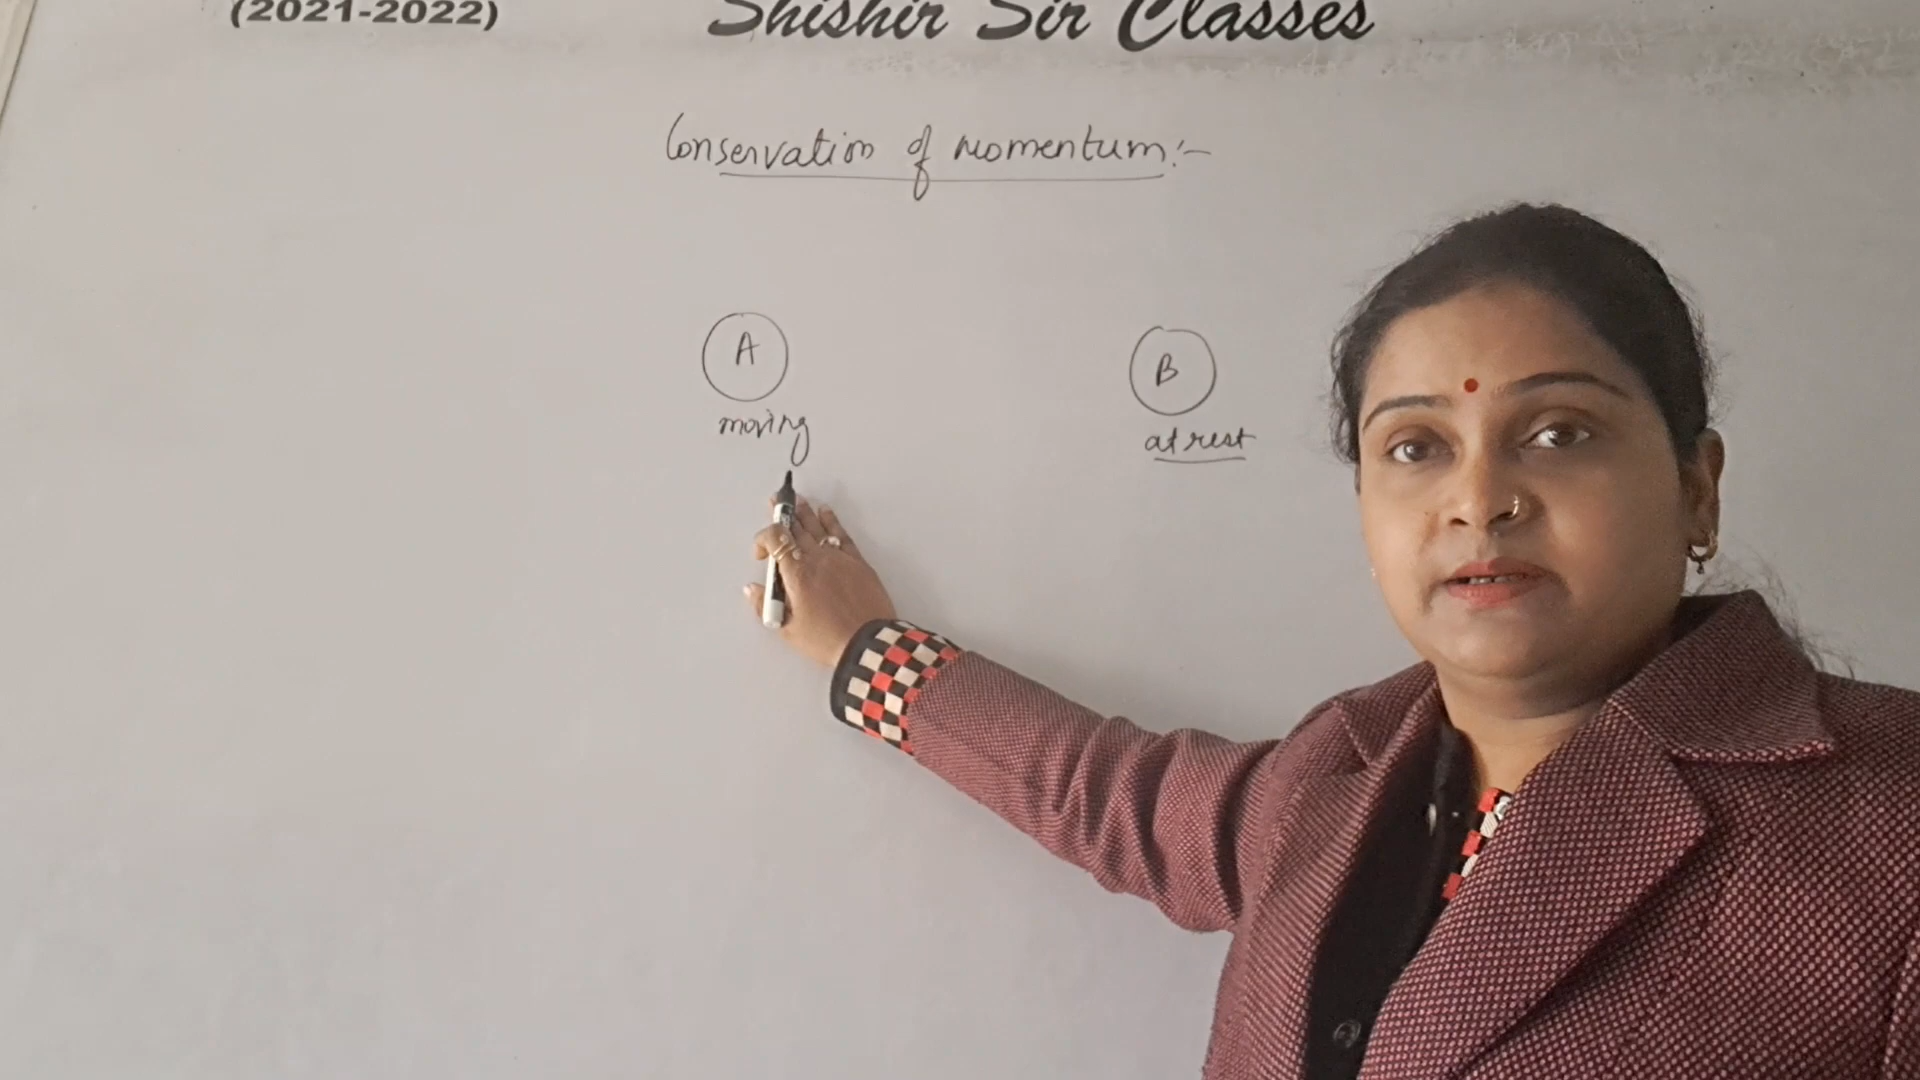 (2021-2022) Shishir Sir Classes
Conservation of momentum:-
A B
moving at rest